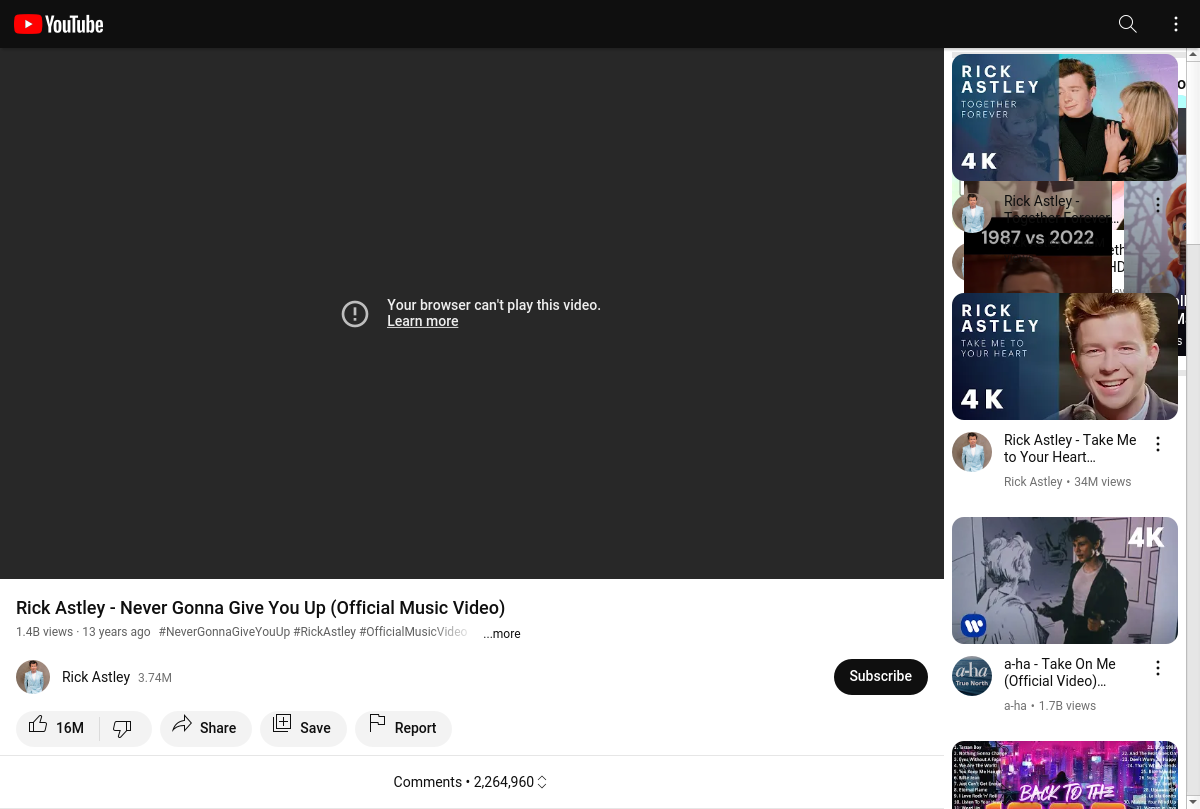 YouTube
Your browser can't play this video.
Learn more
Rick Astley - Never Gonna Give You Up (Official Music Video)
1.4B views · 13 years ago #NeverGonnaGiveYouUp #RickAstley #OfficialMusicVideo ...more
Rick Astley 3.74M
Subscribe
16M
Share
Save
Report
Comments • 2,264,960
RICK
ASTLEY
TOGETHER
FOREVER
4K
Rick Astley -
Together Forever...
1987 vs 2022
RICK
ASTLEY
TAKE ME TO
YOUR HEART
4K
Rick Astley - Take Me
to Your Heart...
Rick Astley • 34M views
4K
a-ha
True North
a-ha - Take On Me
(Official Video)...
a-ha • 1.7B views
BACK TO THE